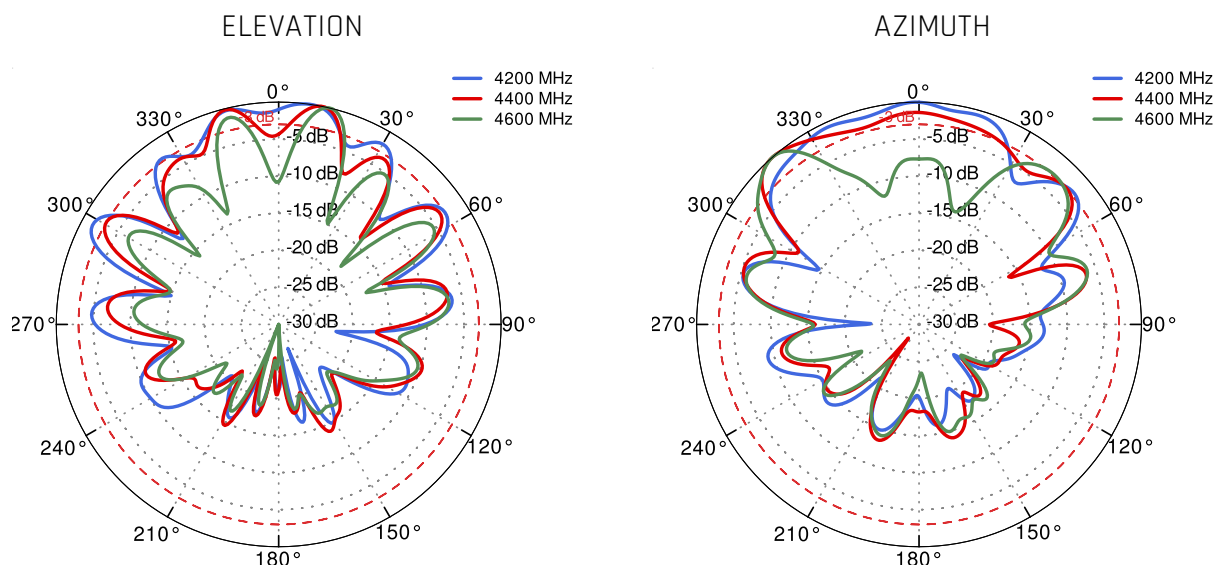 ELEVATION
4200 MHz
4400 MHz
4600 MHz
0°
330°
30°
-3 dB
-5 dB
-10 dB
300°
60°
-15 dB
-20 dB
-25 dB
-30 dB
270°
90°
240°
120°
210°
150°
180°
AZIMUTH
4200 MHz
4400 MHz
4600 MHz
0°
330°
30°
-3 dB
-5 dB
-10 dB
300°
60°
-15 dB
-20 dB
-25 dB
-30 dB
270°
90°
240°
120°
210°
150°
180°